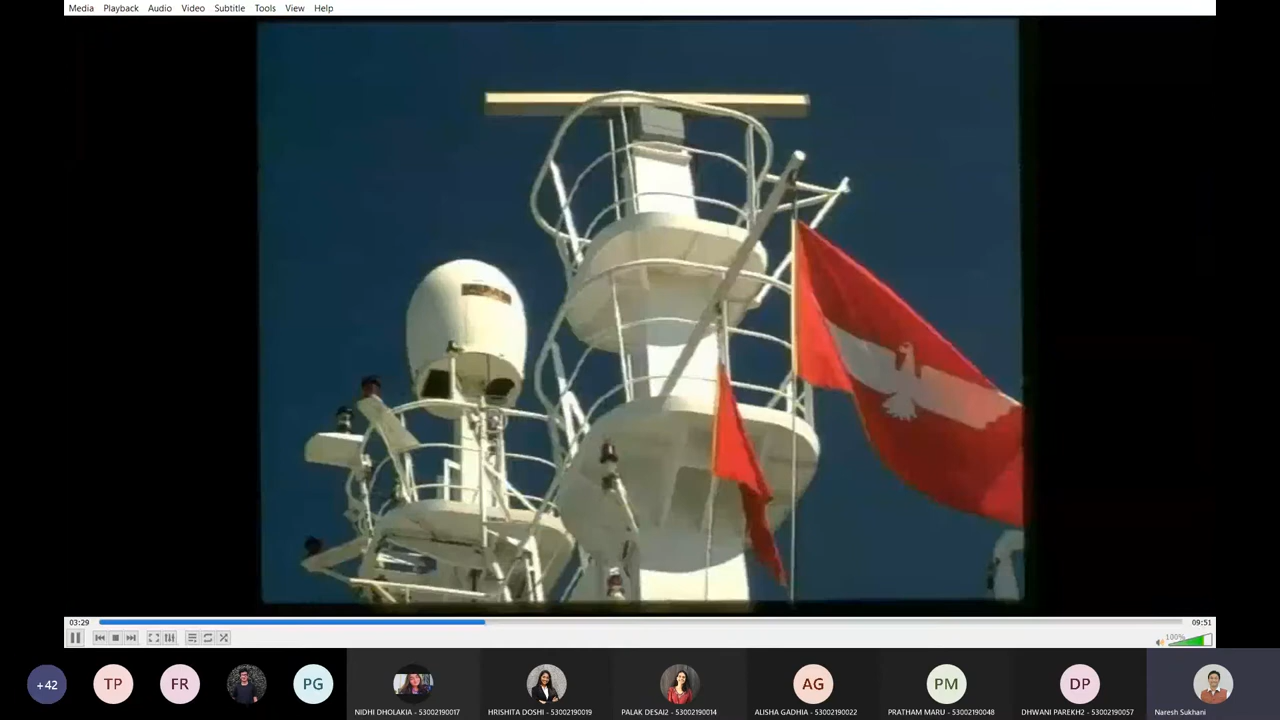 Media Playback Audio Video Subtitle Tools View Help
03:29 09:51
100%
+42 TP FR PG AG PM DP
NIDHI DHOLAKIA - 53002190017 HRISHITA DOSHI - 53002190019 PALAK DESAI2 - 53002190014 ALISHA GADHIA - 53002190022 PRATHAM MARU - 53002190048 DHWANI PAREKH2 - 53002190057 Naresh Sukhani